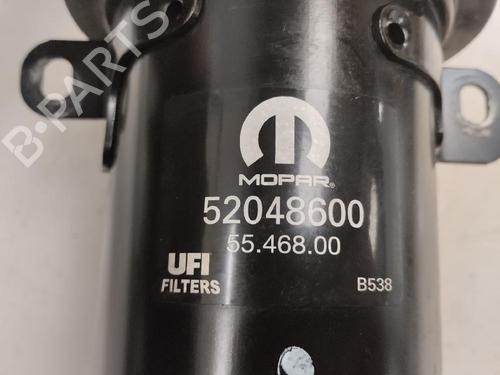 B-PARTS
MOPAR®
52048600
55.468.00
UFI
FILTERS
B538